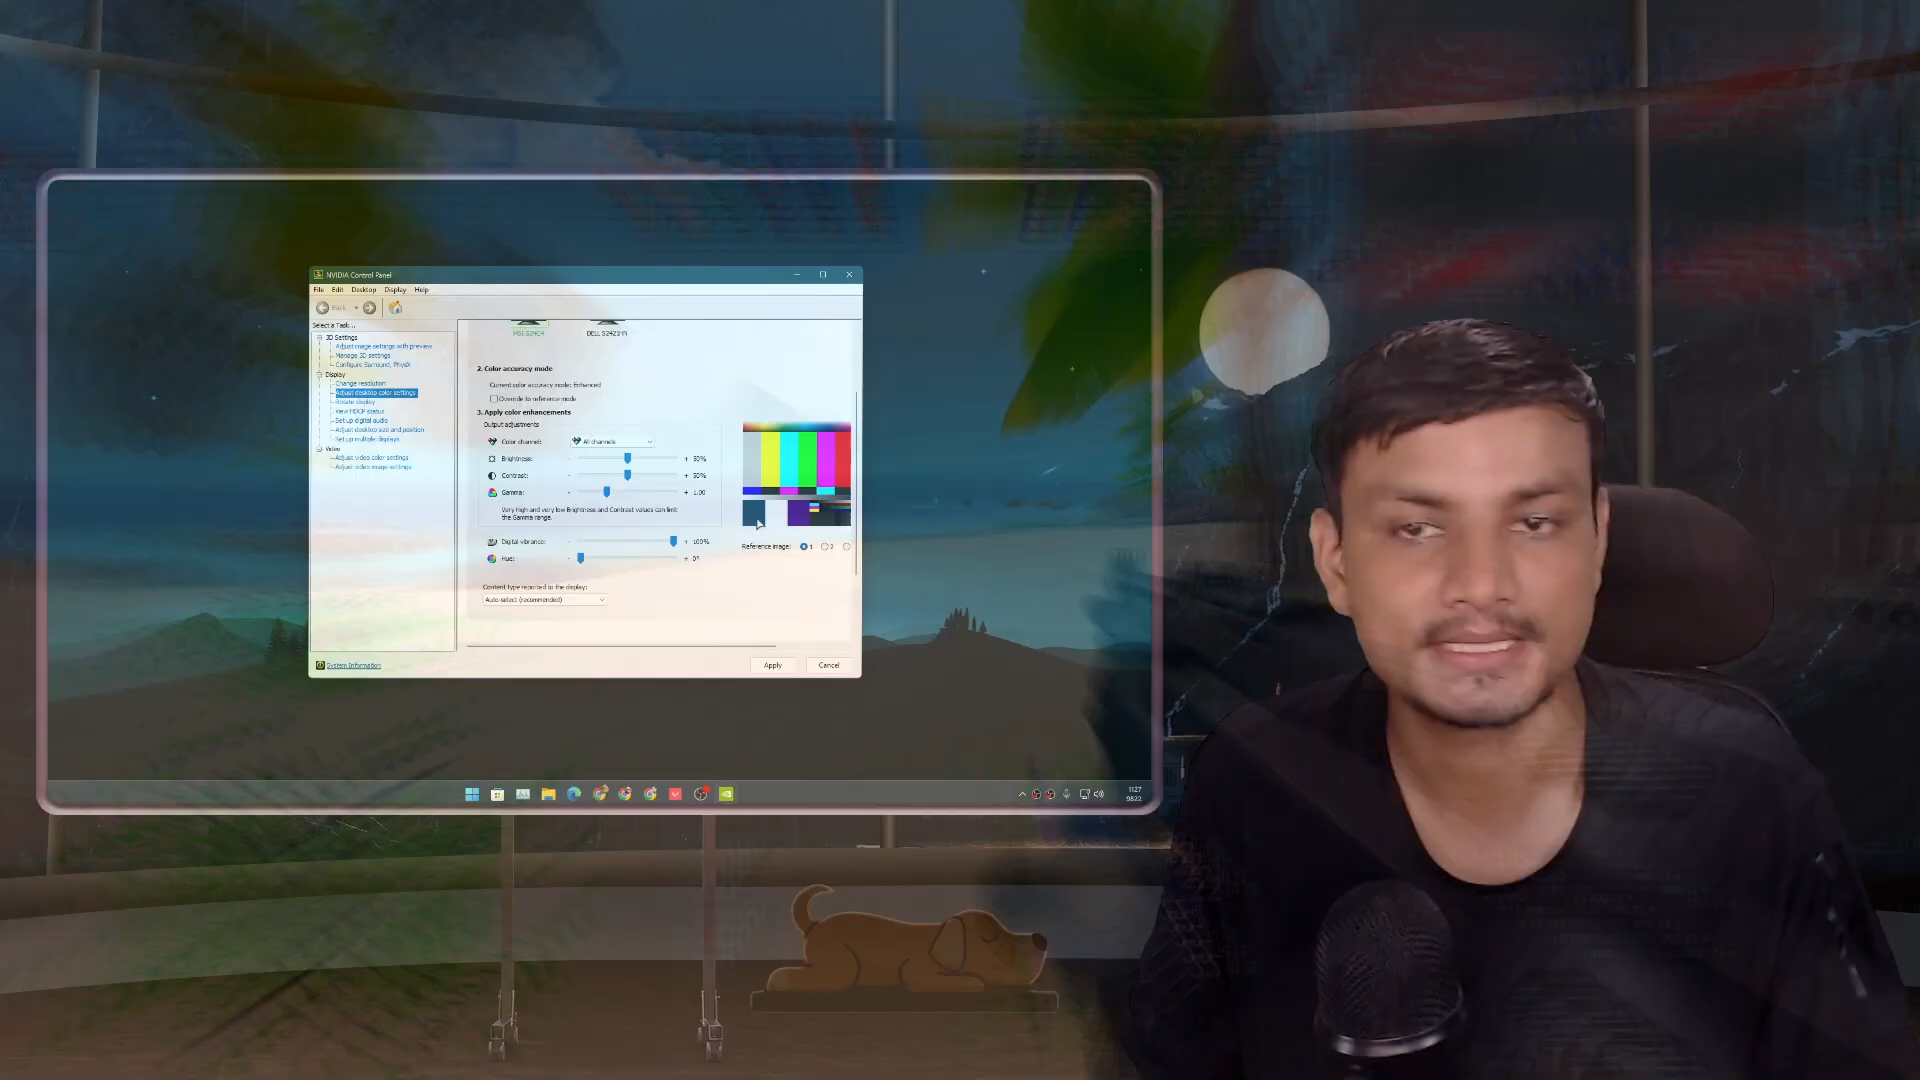 NVIDIA Control Panel
File Edit Desktop Display Help
Back
Select a Task...
3D Settings
Adjust image settings with preview
Manage 3D settings
Configure Surround, PhysX
Display
Change resolution
Adjust desktop color settings
Rotate display
View HDCP status
Set up digital audio
Adjust desktop size and position
Set up multiple displays
Video
Adjust video color settings
Adjust video image settings
System Information
DELL S2421HN
2. Color accuracy mode
Current color accuracy mode: Enhanced
Override to reference mode
3. Apply color enhancements
Output adjustments
Color channel: All channels
Brightness: - + 50%
Contrast: - + 50%
Gamma: - + 1.00
Very high and very low Brightness and Contrast values can limit
the Gamma range.
Digital vibrance: - + 100%
Hue: - + 0°
Reference image: 1 2
Content type reported to the display:
Auto-select (recommended)
Apply Cancel
1127
9822